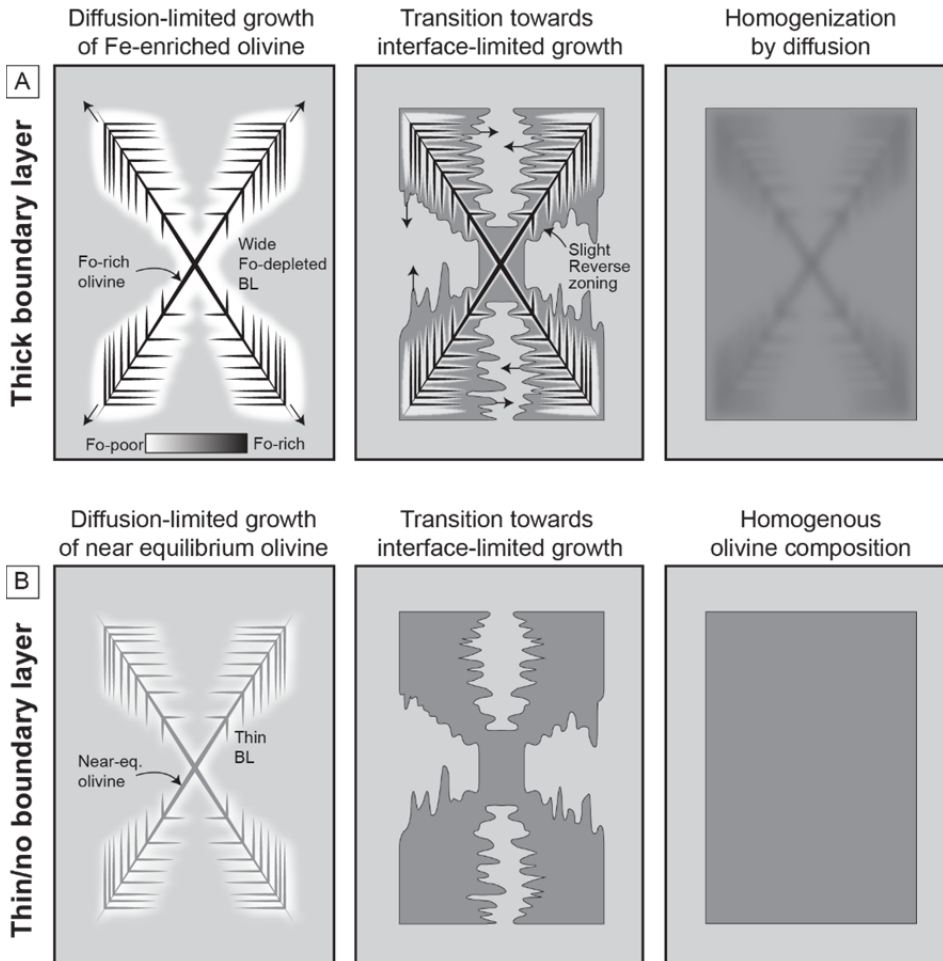 Diffusion-limited growth
of Fe-enriched olivine
Transition towards
interface-limited growth
Homogenization
by diffusion
A
Thick boundary layer
Fo-rich
olivine
Wide
Fo-depleted
BL
Fo-poor
Fo-rich
Slight
Reverse
zoning
Diffusion-limited growth
of near equilibrium olivine
Transition towards
interface-limited growth
Homogenous
olivine composition
B
Thin/no boundary layer
Near-eq.
olivine
Thin
BL